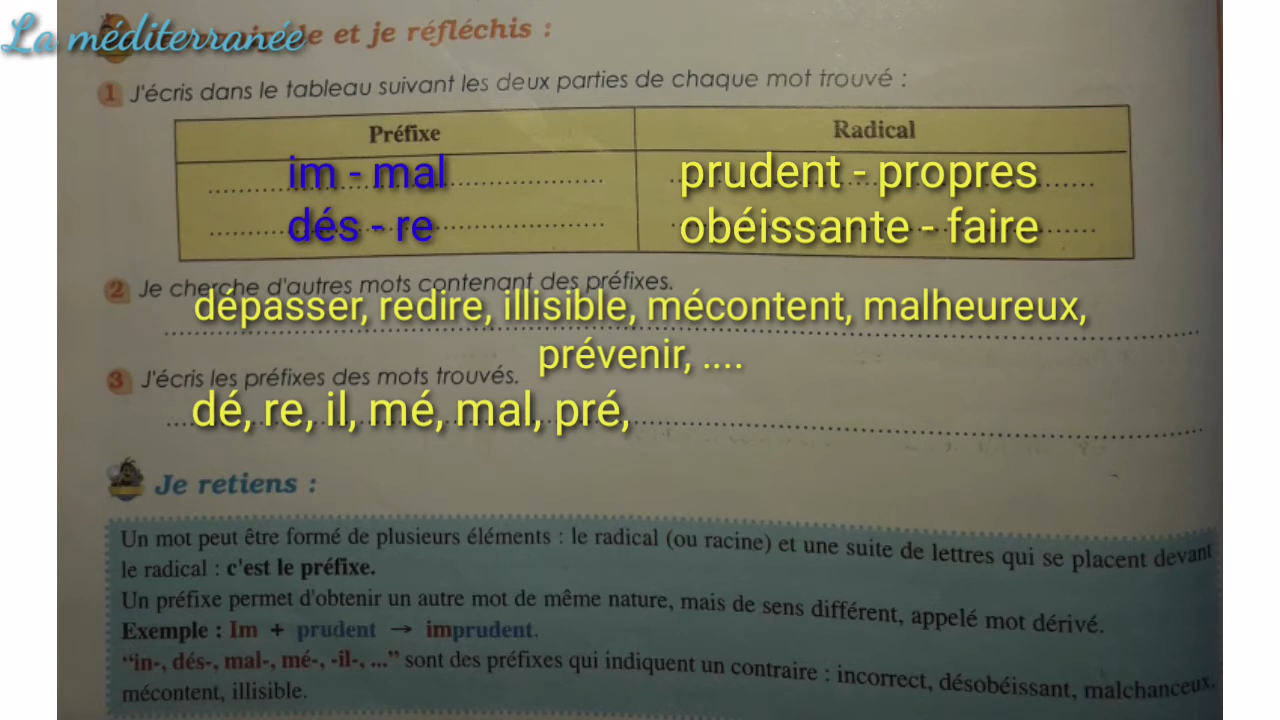 La méditerranée
e et je réfléchis :
1 J'écris dans le tableau suivant les deux parties de chaque mot trouvé :
Préfixe Radical
im - mal prudent - propres
dés - re obéissante - faire
2 Je cherche d'autres mots contenant des préfixes.
dépasser, redire, illisible, mécontent, malheureux,
prévenir, ....
3 J'écris les préfixes des mots trouvés.
dé, re, il, mé, mal, pré,
Je retiens :
Un mot peut être formé de plusieurs éléments : le radical (ou racine) et une suite de lettres qui se placent devant
le radical : c'est le préfixe.
Un préfixe permet d'obtenir un autre mot de même nature, mais de sens différent, appelé mot dérivé.
Exemple : Im + prudent → imprudent.
“in-, dés-, mal-, mé-, -il-, ...” sont des préfixes qui indiquent un contraire : incorrect, désobéissant, malchanceux,
mécontent, illisible.